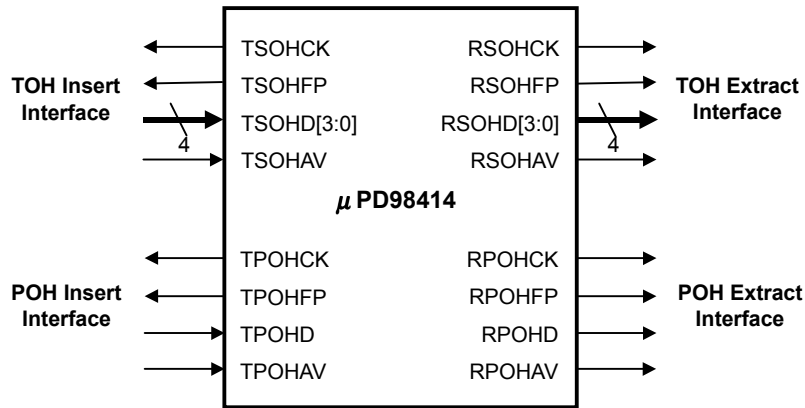 TSOHCK RSOHCK
TOH Insert TSOHFP RSOHFP TOH Extract
Interface TSOHD[3:0] RSOHD[3:0] Interface
4 4
TSOHAV RSOHAV
μ PD98414
TPOHCK RPOHCK
POH Insert TPOHFP RPOHFP POH Extract
Interface TPOHD RPOHD Interface
TPOHAV RPOHAV